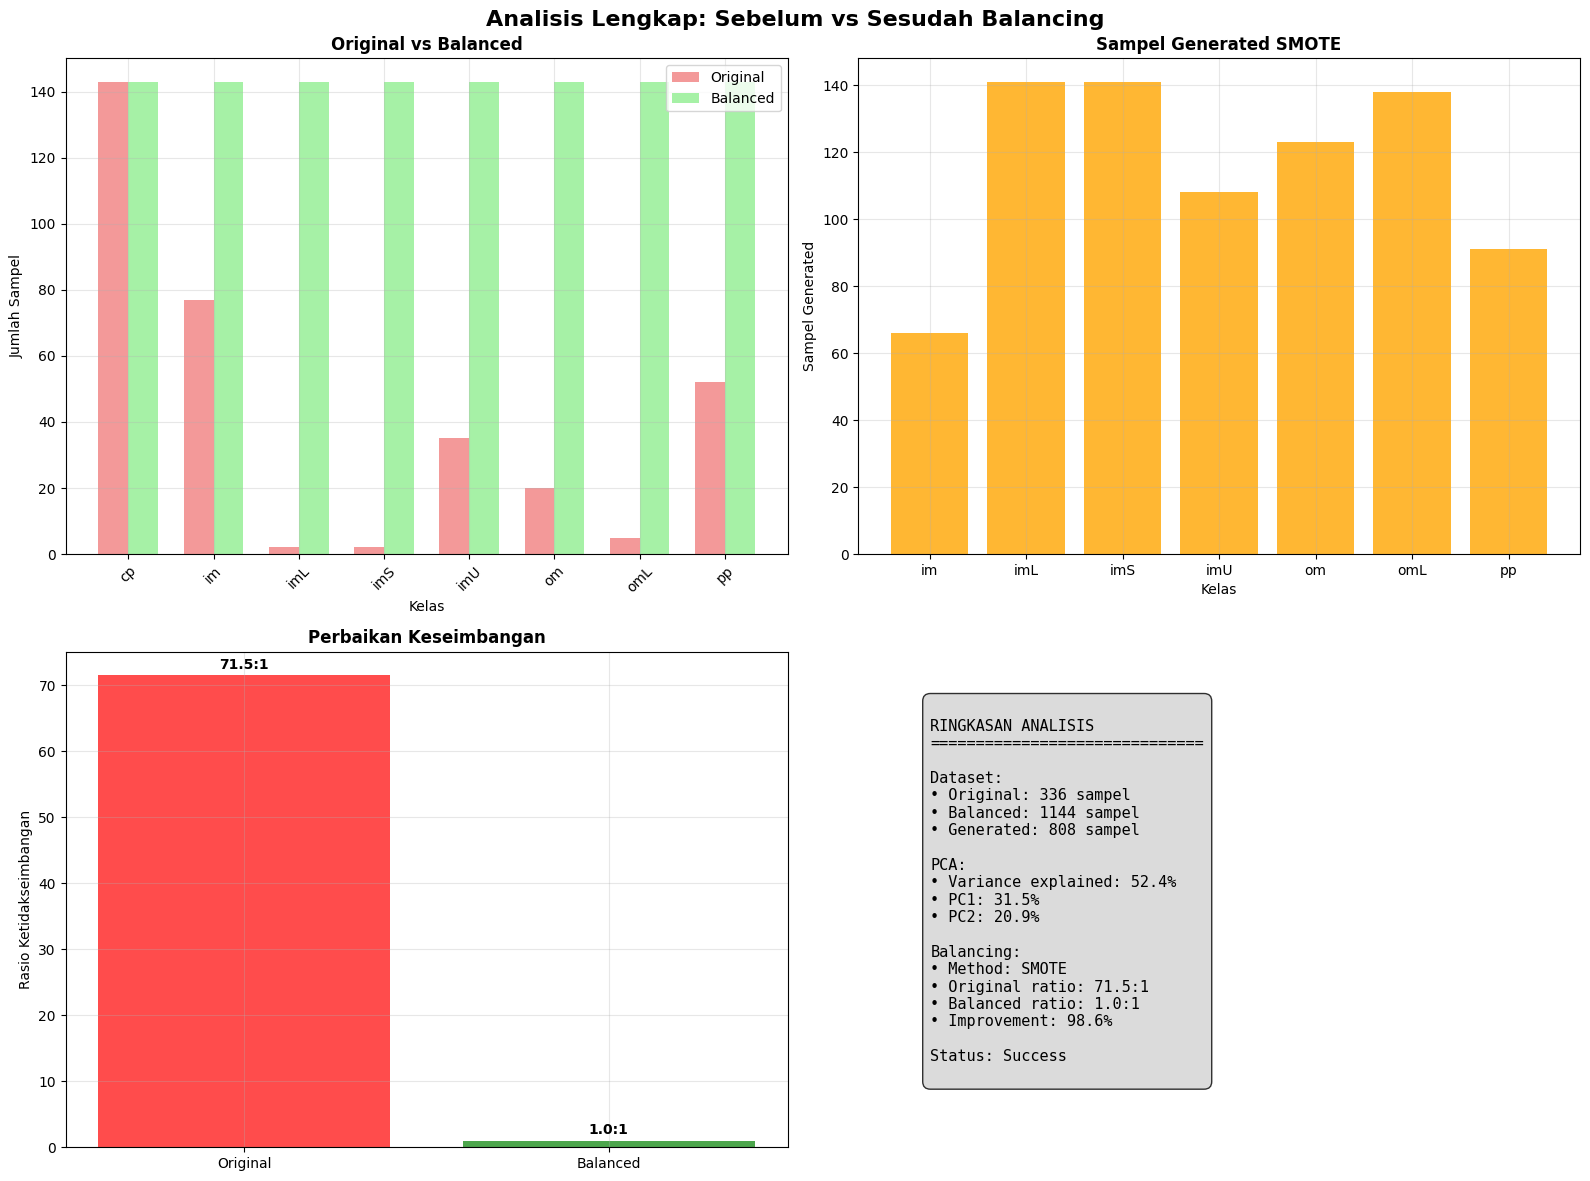 Analisis Lengkap: Sebelum vs Sesudah Balancing
Original vs Balanced
Original
Balanced
Jumlah Sampel
140
120
100
80
60
40
20
0
cp
im
imL
imS
imU
om
omL
pp
Kelas
Sampel Generated SMOTE
Sampel Generated
140
120
100
80
60
40
20
0
im
imL
imS
imU
om
omL
pp
Kelas
Perbaikan Keseimbangan
Rasio Ketidakseimbangan
70
60
50
40
30
20
10
0
71.5:1
1.0:1
Original
Balanced
RINGKASAN ANALISIS
==============================
Dataset:
• Original: 336 sampel
• Balanced: 1144 sampel
• Generated: 808 sampel
PCA:
• Variance explained: 52.4%
• PC1: 31.5%
• PC2: 20.9%
Balancing:
• Method: SMOTE
• Original ratio: 71.5:1
• Balanced ratio: 1.0:1
• Improvement: 98.6%
Status: Success